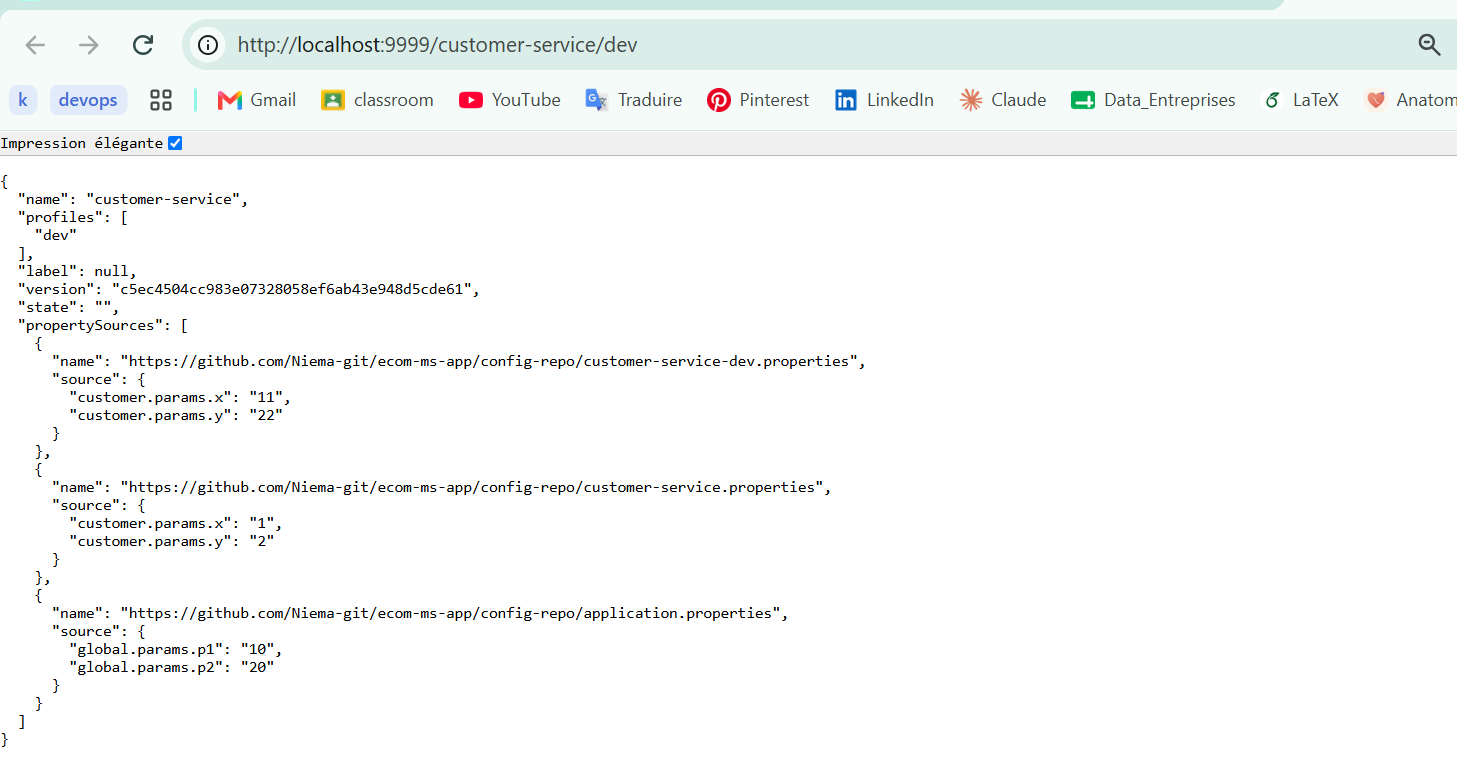 http://localhost:9999/customer-service/dev
k devops Gmail classroom YouTube Traduire Pinterest LinkedIn Claude Data_Entreprises LaTeX Anatom
Impression élégante
{
  "name": "customer-service",
  "profiles": [
    "dev"
  ],
  "label": null,
  "version": "c5ec4504cc983e07328058ef6ab43e948d5cde61",
  "state": "",
  "propertySources": [
    {
      "name": "https://github.com/Niema-git/ecom-ms-app/config-repo/customer-service-dev.properties",
      "source": {
        "customer.params.x": "11",
        "customer.params.y": "22"
      }
    },
    {
      "name": "https://github.com/Niema-git/ecom-ms-app/config-repo/customer-service.properties",
      "source": {
        "customer.params.x": "1",
        "customer.params.y": "2"
      }
    },
    {
      "name": "https://github.com/Niema-git/ecom-ms-app/config-repo/application.properties",
      "source": {
        "global.params.p1": "10",
        "global.params.p2": "20"
      }
    }
  ]
}